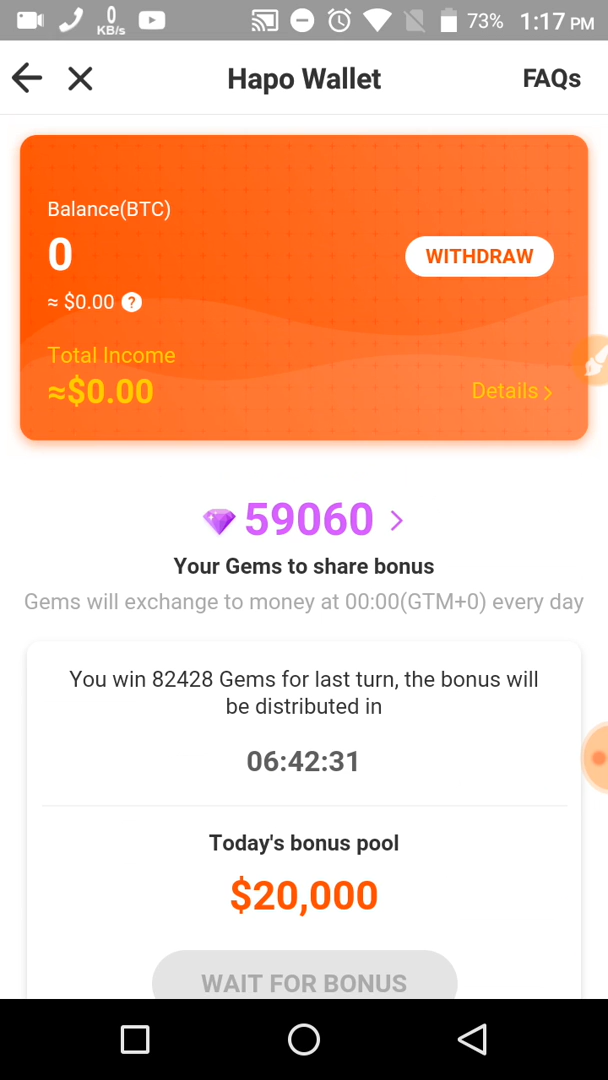 0
KB/s
73%
1:17 PM
Hapo Wallet
FAQs
Balance(BTC)
0
WITHDRAW
≈ $0.00 ?
Total Income
≈$0.00
Details >
59060 >
Your Gems to share bonus
Gems will exchange to money at 00:00(GTM+0) every day
You win 82428 Gems for last turn, the bonus will
be distributed in
06:42:31
Today's bonus pool
$20,000
WAIT FOR BONUS